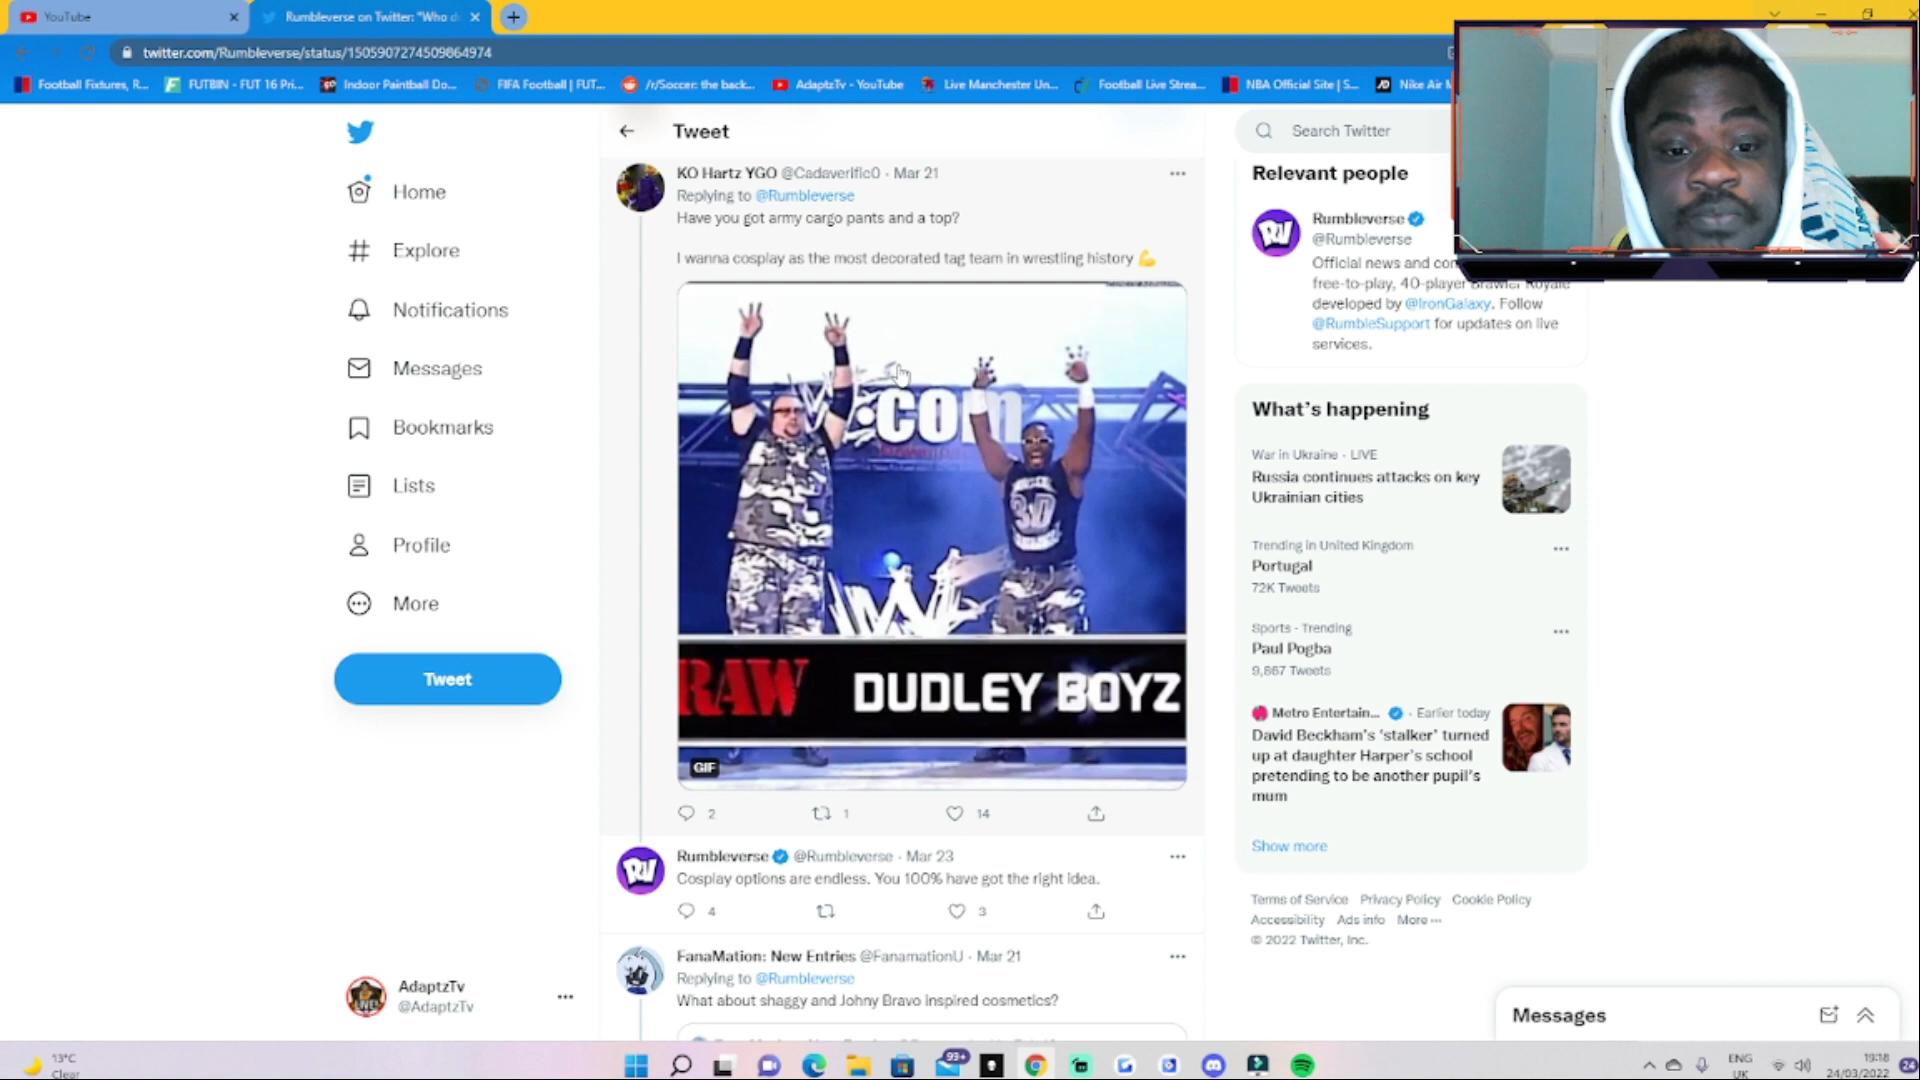 YouTube
Rumbleverse on Twitter: "Who d
twitter.com/Rumbleverse/status/1505907274509864974
Football Fixtures, R...
FUTBIN - FUT 16 Pri...
Indoor Paintball Do...
FIFA Football | FUT...
/r/Soccer: the back...
AdaptzTv - YouTube
Live Manchester Un...
Football Live Strea...
NBA Official Site | S...
Nike Air M
Home
Explore
Notifications
Messages
Bookmarks
Lists
Profile
More
Tweet
AdaptzTv
@AdaptzTv
Tweet
KO Hartz YGO @Cadaverific0 · Mar 21
Replying to @Rumbleverse
Have you got army cargo pants and a top?
I wanna cosplay as the most decorated tag team in wrestling history 💪
.com
3D
RAW DUDLEY BOYZ
GIF
2 1 14
Rumbleverse @Rumbleverse · Mar 23
Cosplay options are endless. You 100% have got the right idea.
4 3
FanaMation: New Entries @FanamationU · Mar 21
Replying to @Rumbleverse
What about shaggy and Johny Bravo inspired cosmetics?
Search Twitter
Relevant people
RV
Rumbleverse
@Rumbleverse
Official news and con
free-to-play, 40-player Brawler Royale
developed by @IronGalaxy. Follow
@RumbleSupport for updates on live
services.
What's happening
War in Ukraine · LIVE
Russia continues attacks on key
Ukrainian cities
Trending in United Kingdom
Portugal
72K Tweets
Sports · Trending
Paul Pogba
9,867 Tweets
Metro Entertain... · Earlier today
David Beckham's 'stalker' turned
up at daughter Harper's school
pretending to be another pupil's
mum
Show more
Terms of Service Privacy Policy Cookie Policy
Accessibility Ads info More ···
© 2022 Twitter, Inc.
Messages
13°C
Clear
99+
ENG
UK
19:18
24/03/2022
24